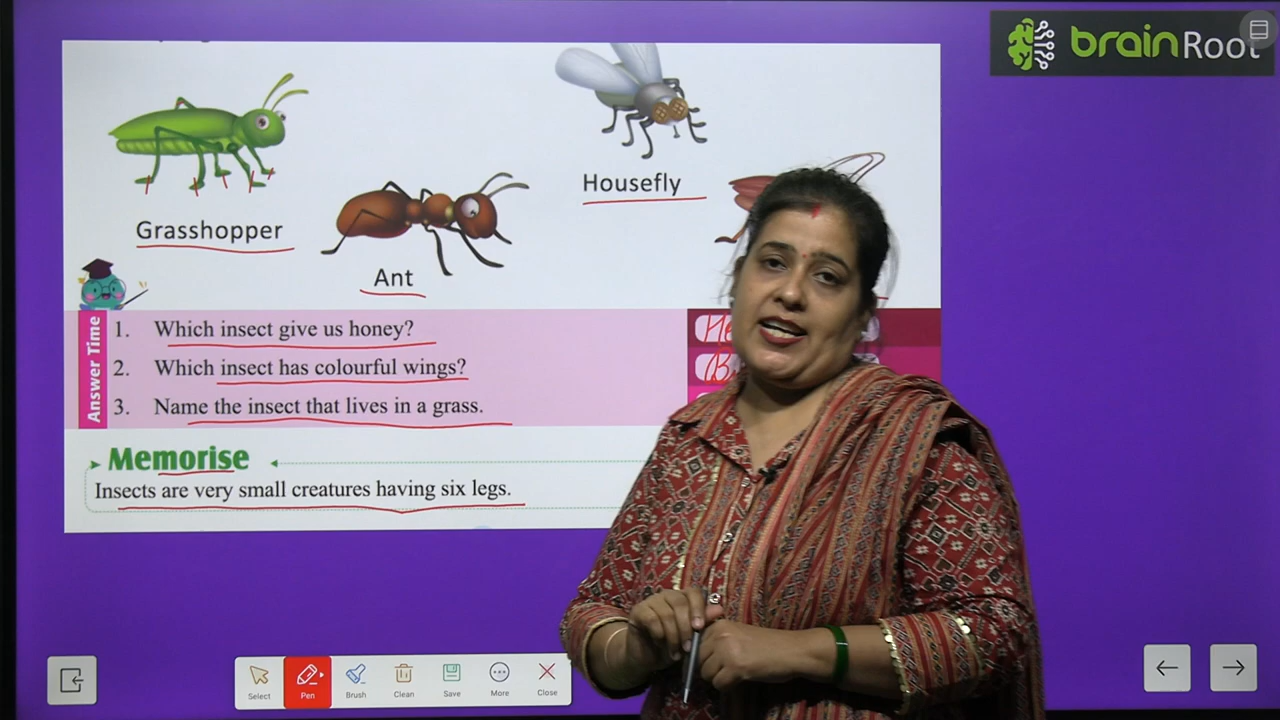 brainRoot
Housefly
Grasshopper
Ant
Answer Time
1. Which insect give us honey?
2. Which insect has colourful wings?
3. Name the insect that lives in a grass.
Memorise
Insects are very small creatures having six legs.
Select Pen Brush Clean Save More Close